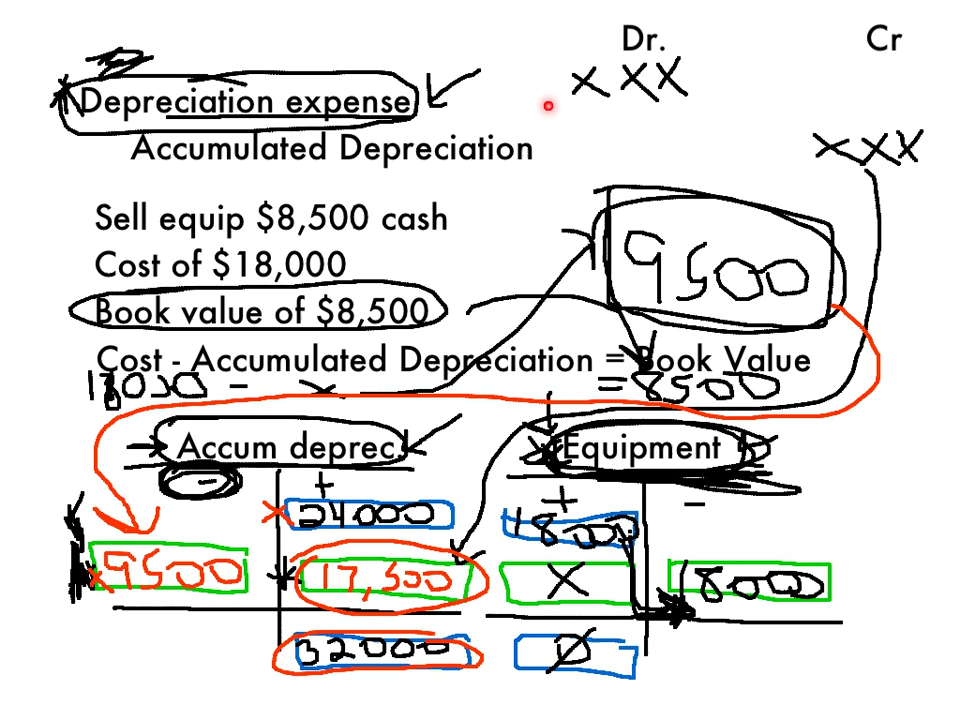 Dr. Cr
XXX
Depreciation expense
Accumulated Depreciation
XXX
Sell equip $8,500 cash
9500
Cost of $18,000
Book value of $8,500
Cost - Accumulated Depreciation = Book Value
18000 - x = 8500
Accum deprec. Equipment
- + + -
x 24000 18000
x 9500 17,500 X 18000
32000 0